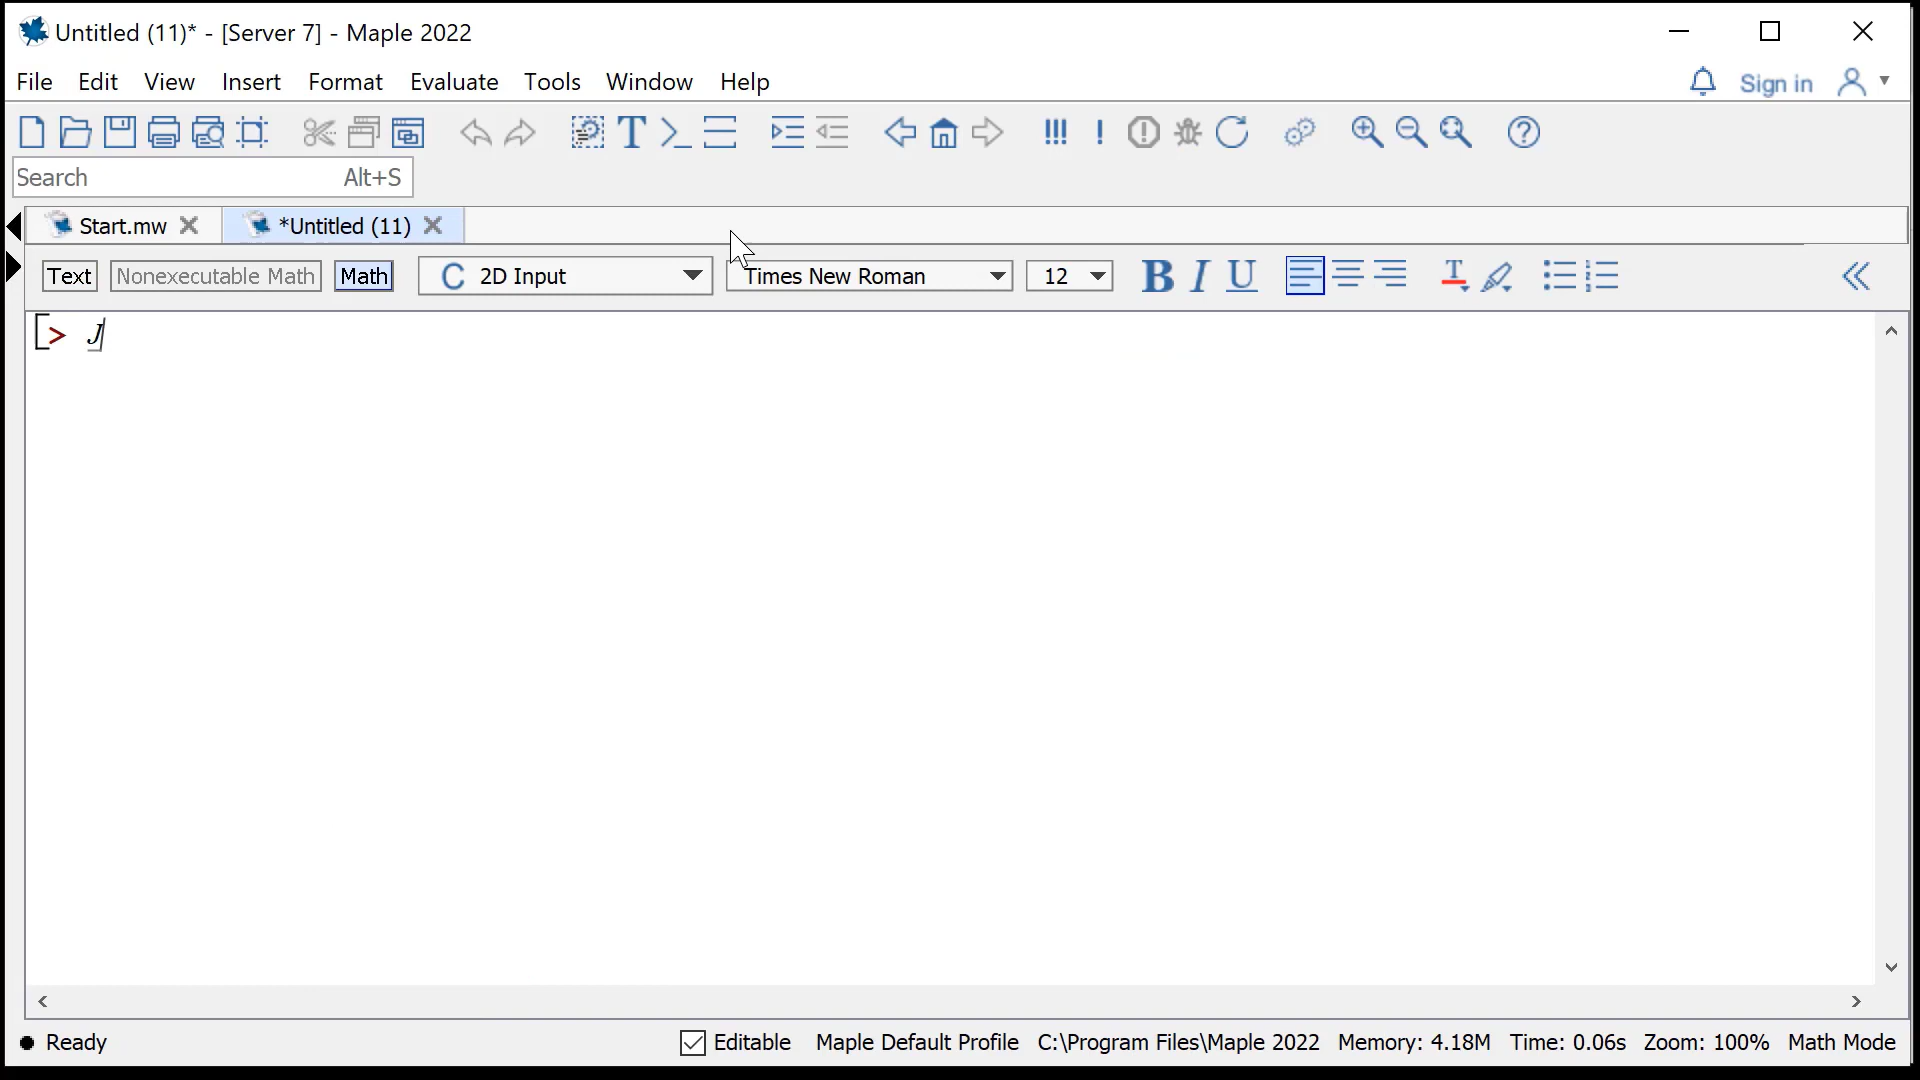 Untitled (11)* - [Server 7] - Maple 2022
File Edit View Insert Format Evaluate Tools Window Help
Sign in
Search Alt+S
Start.mw *Untitled (11)
Text Nonexecutable Math Math C 2D Input Times New Roman 12 B I U
> J
Ready Editable Maple Default Profile C:\Program Files\Maple 2022 Memory: 4.18M Time: 0.06s Zoom: 100% Math Mode